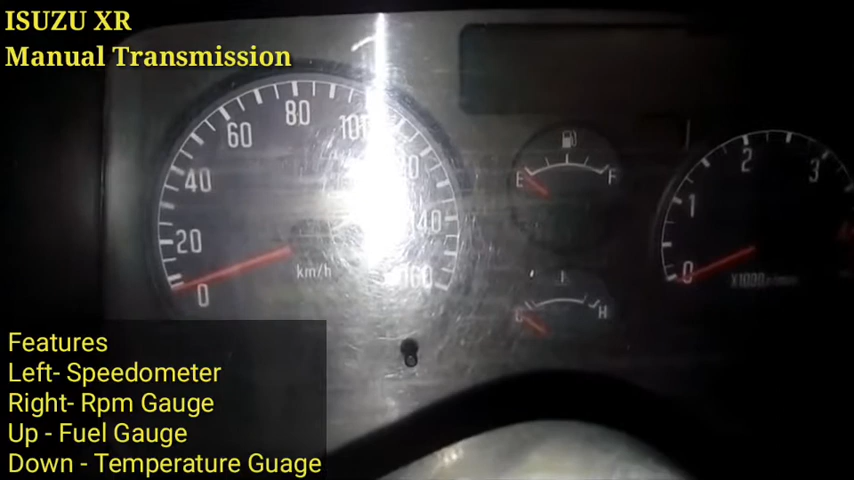 ISUZU XR
Manual Transmission
0
20
40
60
80
140
160
km/h
E
F
C
H
0
1
2
3
X1000
Features
Left- Speedometer
Right- Rpm Gauge
Up - Fuel Gauge
Down - Temperature Guage